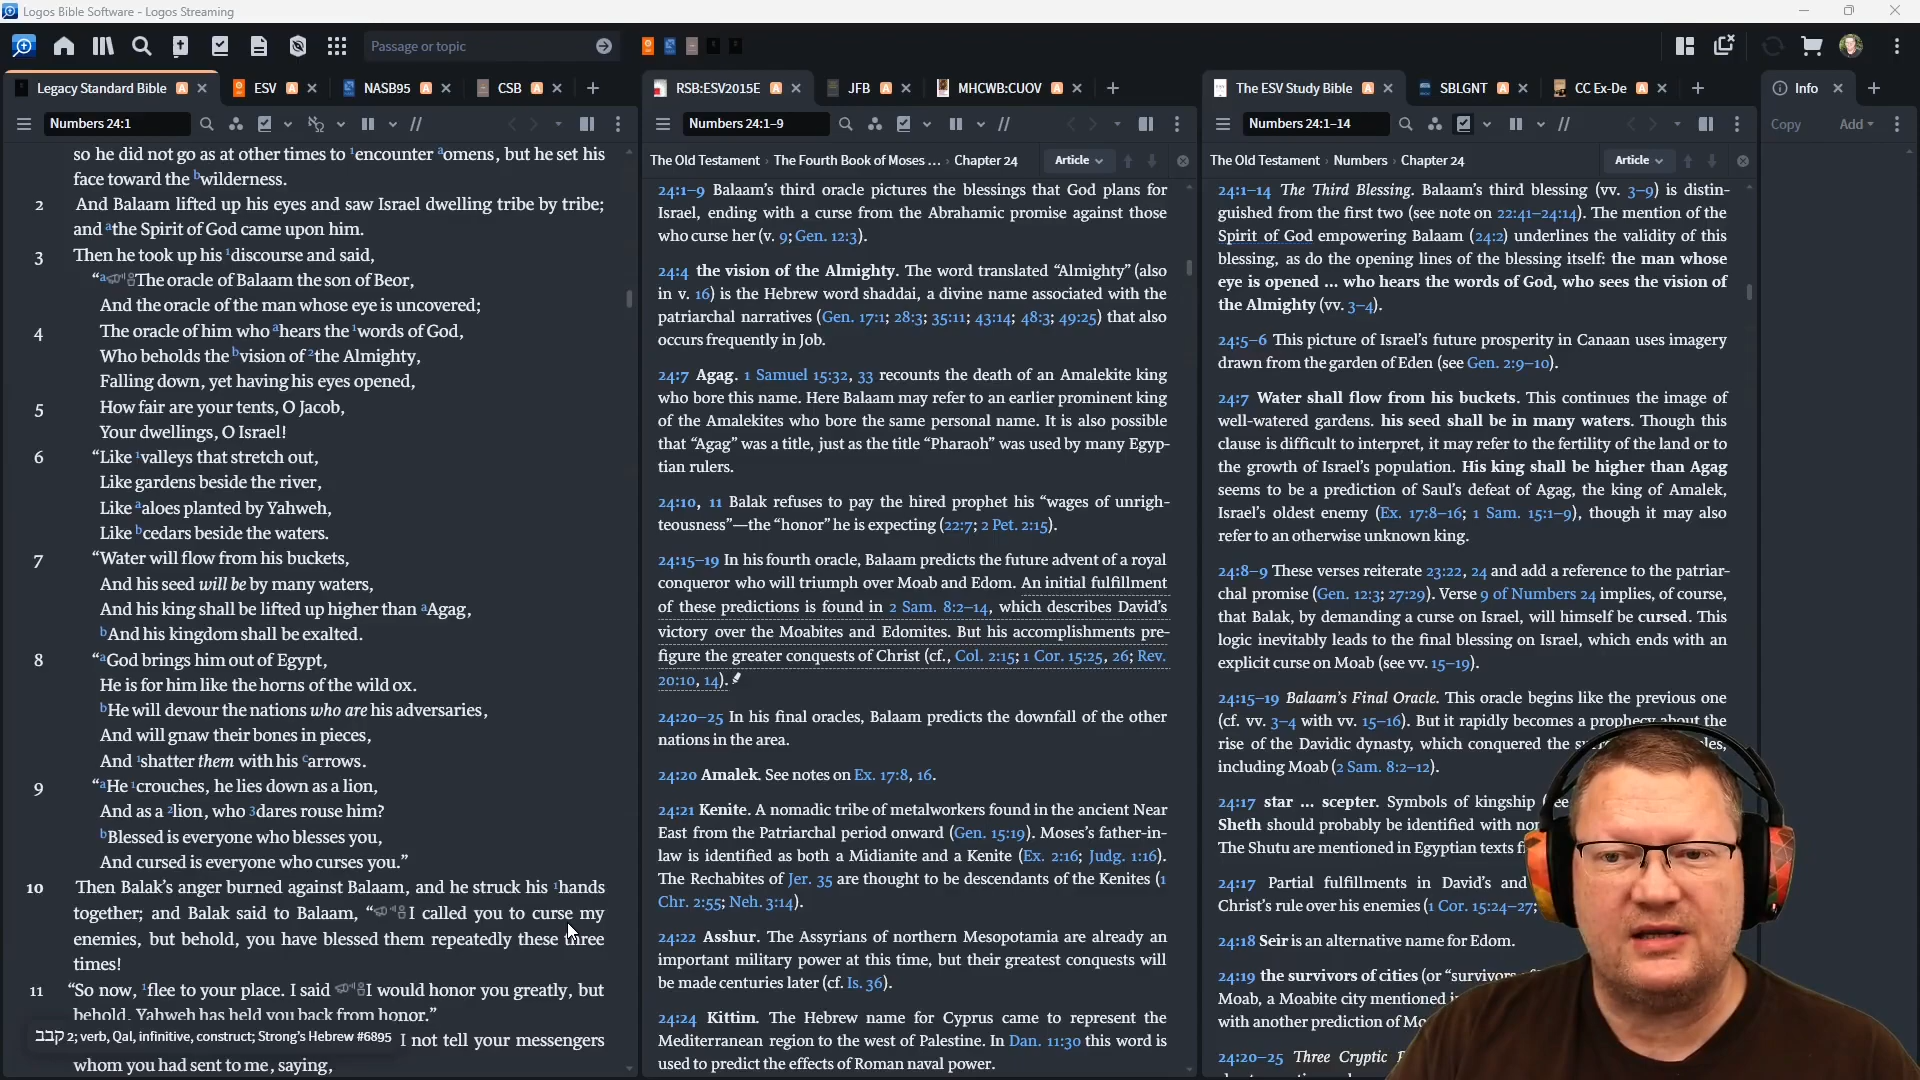 Logos Bible Software - Logos Streaming
Passage or topic
Legacy Standard Bible A
ESV A
NASB95 A
CSB A
RSB:ESV2015E A
JFB A
MHCWB:CUOV A
The ESV Study Bible A
SBLGNT A
CC Ex-De A
Info
Numbers 24:1
Numbers 24:1–9
Numbers 24:1–14
Copy Add
so he did not go as at other times to 1encounter aomens, but he set his
face toward the bwilderness.
2 And Balaam lifted up his eyes and saw Israel dwelling tribe by tribe;
and athe Spirit of God came upon him.
3 Then he took up his 1discourse and said,
“aThe oracle of Balaam the son of Beor,
And the oracle of the man whose eye is uncovered;
4 The oracle of him who ahears the 1words of God,
Who beholds the bvision of 2the Almighty,
Falling down, yet having his eyes opened,
5 How fair are your tents, O Jacob,
Your dwellings, O Israel!
6 “Like 1valleys that stretch out,
Like gardens beside the river,
Like aaloes planted by Yahweh,
Like bcedars beside the waters.
7 “Water will flow from his buckets,
And his seed will be by many waters,
And his king shall be lifted up higher than aAgag,
bAnd his kingdom shall be exalted.
8 “aGod brings him out of Egypt,
He is for him like the horns of the wild ox.
bHe will devour the nations who are his adversaries,
And will gnaw their bones in pieces,
And 1shatter them with his carrows.
9 “aHe 1crouches, he lies down as a lion,
And as a 2lion, who 3dares rouse him?
bBlessed is everyone who blesses you,
And cursed is everyone who curses you.”
10 Then Balak’s anger burned against Balaam, and he struck his 1hands
together; and Balak said to Balaam, “I called you to curse my
enemies, but behold, you have blessed them repeatedly these three
times!
11 “So now, 1flee to your place. I said I would honor you greatly, but
behold, Yahweh has held you back from honor.”
קבב 2; verb, Qal, infinitive, construct; Strong’s Hebrew #6895 I not tell your messengers
whom you had sent to me, saying,
The Old Testament › The Fourth Book of Moses ... › Chapter 24 Article
24:1–9 Balaam’s third oracle pictures the blessings that God plans for
Israel, ending with a curse from the Abrahamic promise against those
who curse her (v. 9; Gen. 12:3).
24:4 the vision of the Almighty. The word translated “Almighty” (also
in v. 16) is the Hebrew word shaddai, a divine name associated with the
patriarchal narratives (Gen. 17:1; 28:3; 35:11; 43:14; 48:3; 49:25) that also
occurs frequently in Job.
24:7 Agag. 1 Samuel 15:32, 33 recounts the death of an Amalekite king
who bore this name. Here Balaam may refer to an earlier prominent king
of the Amalekites who bore the same personal name. It is also possible
that “Agag” was a title, just as the title “Pharaoh” was used by many Egyp-
tian rulers.
24:10, 11 Balak refuses to pay the hired prophet his “wages of unrigh-
teousness”—the “honor” he is expecting (22:7; 2 Pet. 2:15).
24:15–19 In his fourth oracle, Balaam predicts the future advent of a royal
conqueror who will triumph over Moab and Edom. An initial fulfillment
of these predictions is found in 2 Sam. 8:2–14, which describes David’s
victory over the Moabites and Edomites. But his accomplishments pre-
figure the greater conquests of Christ (cf., Col. 2:15; 1 Cor. 15:25, 26; Rev.
20:10, 14).
24:20–25 In his final oracles, Balaam predicts the downfall of the other
nations in the area.
24:20 Amalek. See notes on Ex. 17:8, 16.
24:21 Kenite. A nomadic tribe of metalworkers found in the ancient Near
East from the Patriarchal period onward (Gen. 15:19). Moses’s father-in-
law is identified as both a Midianite and a Kenite (Ex. 2:16; Judg. 1:16).
The Rechabites of Jer. 35 are thought to be descendants of the Kenites (1
Chr. 2:55; Neh. 3:14).
24:22 Asshur. The Assyrians of northern Mesopotamia are already an
important military power at this time, but their greatest conquests will
be made centuries later (cf. Is. 36).
24:24 Kittim. The Hebrew name for Cyprus came to represent the
Mediterranean region to the west of Palestine. In Dan. 11:30 this word is
used to predict the effects of Roman naval power.
The Old Testament › Numbers › Chapter 24 Article
24:1–14 The Third Blessing. Balaam’s third blessing (vv. 3–9) is distin-
guished from the first two (see note on 22:41–24:14). The mention of the
Spirit of God empowering Balaam (24:2) underlines the validity of this
blessing, as do the opening lines of the blessing itself: the man whose
eye is opened ... who hears the words of God, who sees the vision of
the Almighty (vv. 3–4).
24:5–6 This picture of Israel’s future prosperity in Canaan uses imagery
drawn from the garden of Eden (see Gen. 2:9–10).
24:7 Water shall flow from his buckets. This continues the image of
well-watered gardens. his seed shall be in many waters. Though this
clause is difficult to interpret, it may refer to the fertility of the land or to
the growth of Israel’s population. His king shall be higher than Agag
seems to be a prediction of Saul’s defeat of Agag, the king of Amalek,
Israel’s oldest enemy (Ex. 17:8–16; 1 Sam. 15:1–9), though it may also
refer to an otherwise unknown king.
24:8–9 These verses reiterate 23:22, 24 and add a reference to the patriar-
chal promise (Gen. 12:3; 27:29). Verse 9 of Numbers 24 implies, of course,
that Balak, by demanding a curse on Israel, will himself be cursed. This
logic inevitably leads to the final blessing on Israel, which ends with an
explicit curse on Moab (see vv. 15–19).
24:15–19 Balaam’s Final Oracle. This oracle begins like the previous one
(cf. vv. 3–4 with vv. 15–16). But it rapidly becomes a prophecy about the
rise of the Davidic dynasty, which conquered the
including Moab (2 Sam. 8:2–12).
24:17 star ... scepter. Symbols of kingship
Sheth should probably be identified with
The Shutu are mentioned in Egyptian texts
24:17 Partial fulfillments in David’s and
Christ’s rule over his enemies (1 Cor. 15:24–27;
24:18 Seir is an alternative name for Edom.
24:19 the survivors of cities (or “survivors
Moab, a Moabite city mentioned
with another prediction of
24:20–25 Three Cryptic